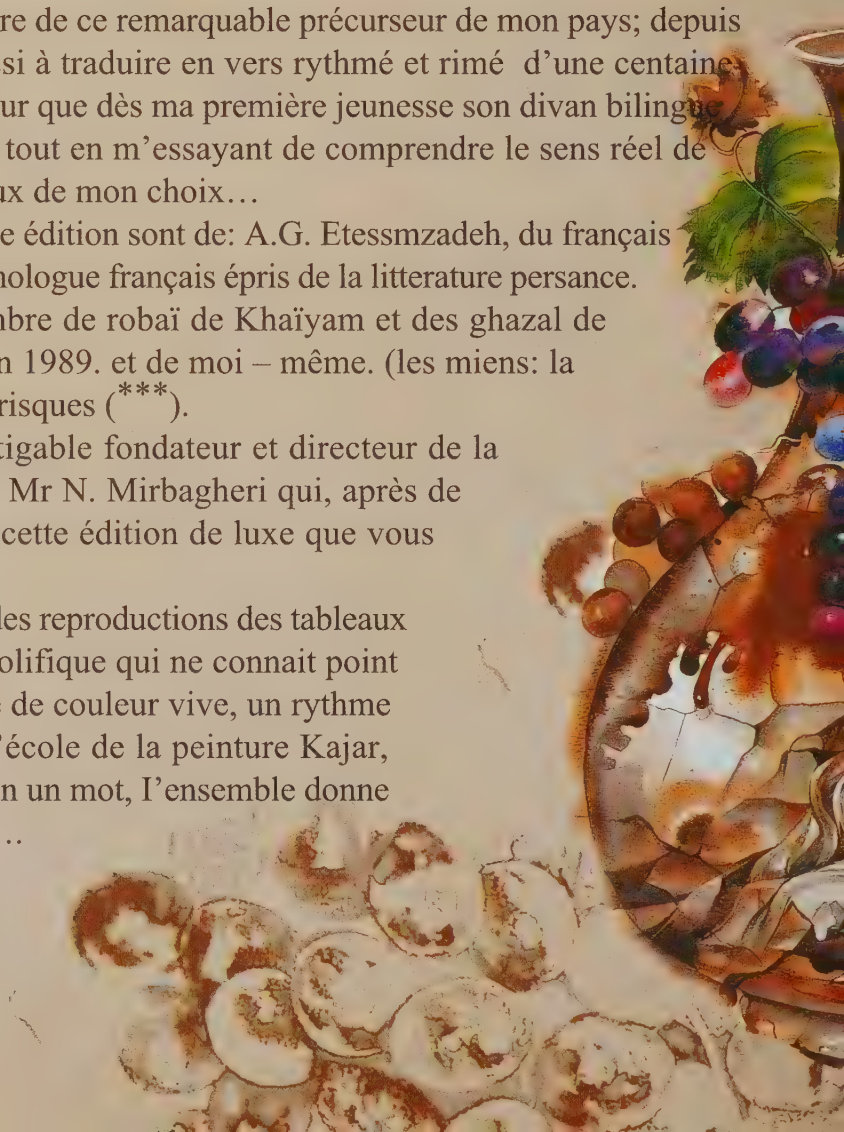 re de ce remarquable précurseur de mon pays; depuis
si à traduire en vers rythmé et rimé d’une centaine
ur que dès ma première jeunesse son divan bilingue
tout en m’essayant de comprendre le sens réel de
ux de mon choix…
e édition sont de: A.G. Etessmzadeh, du français
nologue français épris de la litterature persance.
nbre de robaï de Khaïyam et des ghazal de
n 1989. et de moi – même. (les miens: la
risques (***).
tigable fondateur et directeur de la
Mr N. Mirbagheri qui, après de
cette édition de luxe que vous
les reproductions des tableaux
olifique qui ne connait point
e de couleur vive, un rythme
’école de la peinture Kajar,
n un mot, I’ensemble donne
..